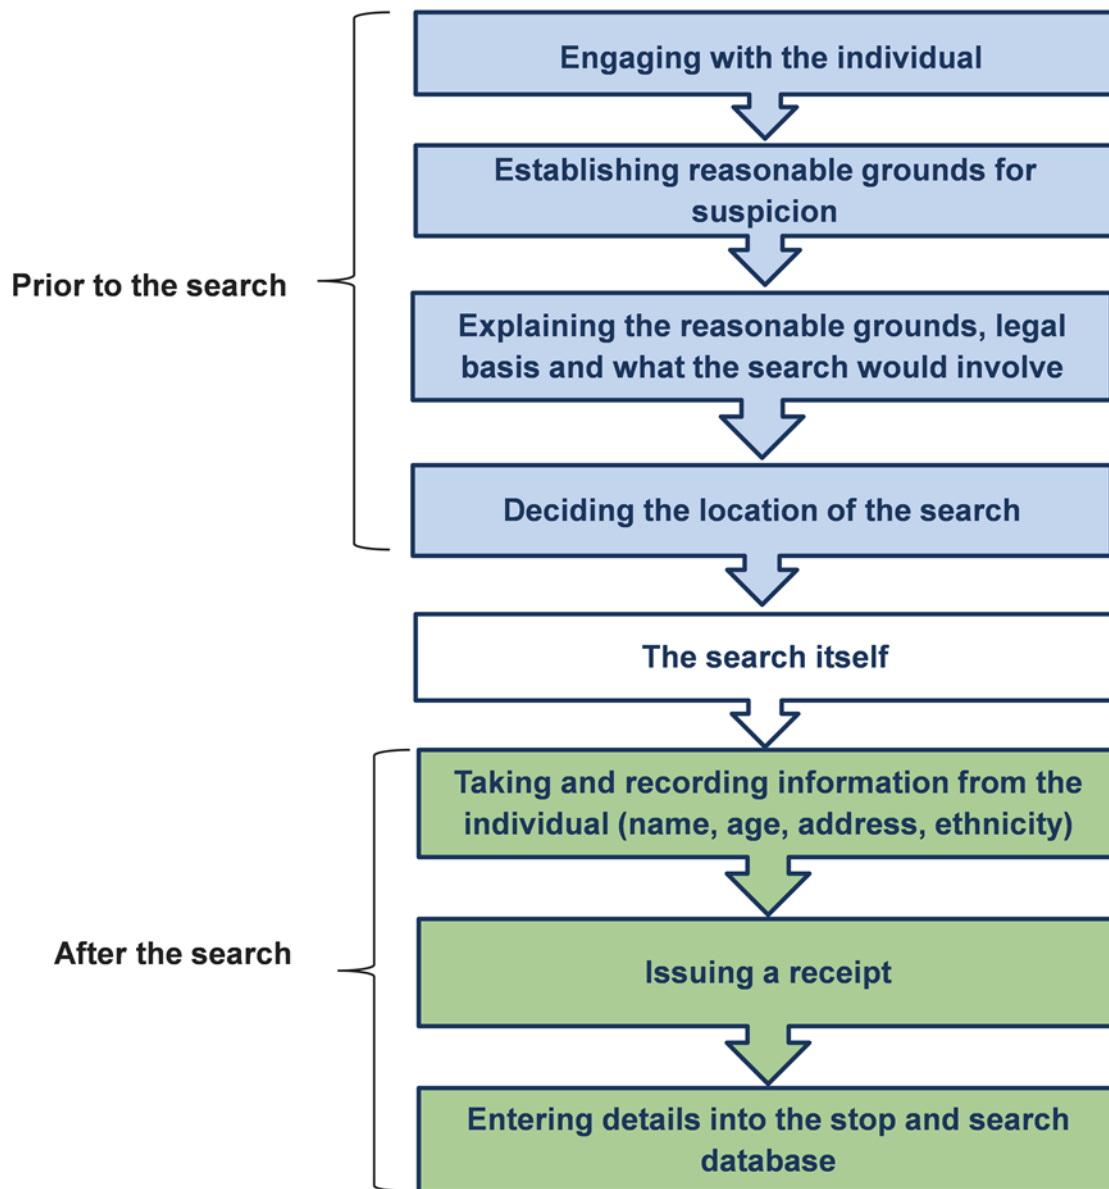 Engaging with the individual
Establishing reasonable grounds for
suspicion
Prior to the search
Explaining the reasonable grounds, legal
basis and what the search would involve
Deciding the location of the search
The search itself
Taking and recording information from the
individual (name, age, address, ethnicity)
After the search
Issuing a receipt
Entering details into the stop and search
database